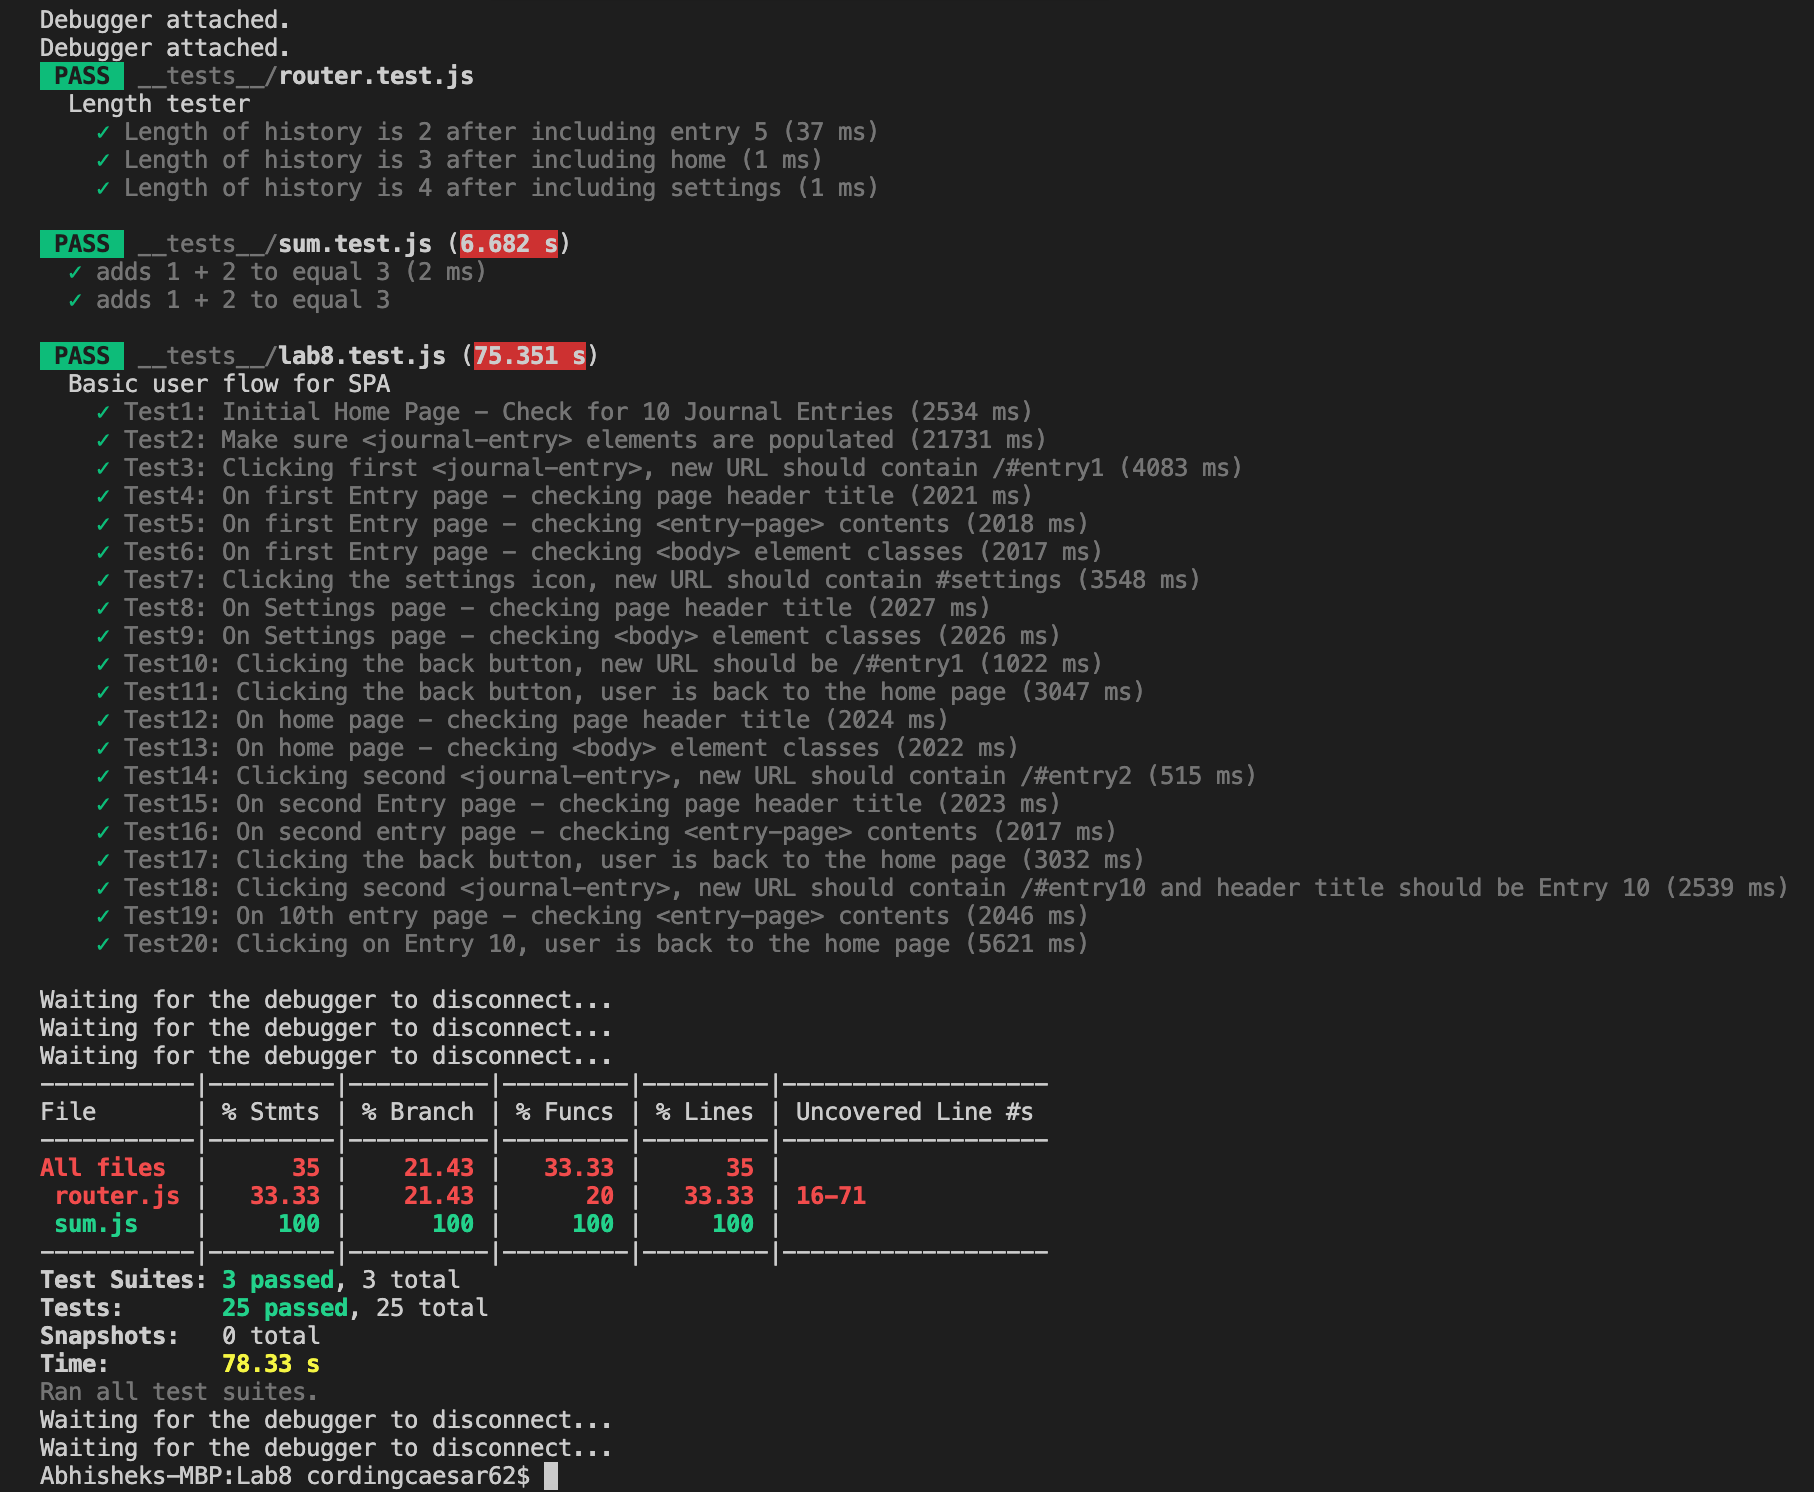 Debugger attached.
Debugger attached.
PASS __tests__/router.test.js
Length tester
✓ Length of history is 2 after including entry 5 (37 ms)
✓ Length of history is 3 after including home (1 ms)
✓ Length of history is 4 after including settings (1 ms)
PASS __tests__/sum.test.js (6.682 s)
✓ adds 1 + 2 to equal 3 (2 ms)
✓ adds 1 + 2 to equal 3
PASS __tests__/lab8.test.js (75.351 s)
Basic user flow for SPA
✓ Test1: Initial Home Page - Check for 10 Journal Entries (2534 ms)
✓ Test2: Make sure <journal-entry> elements are populated (21731 ms)
✓ Test3: Clicking first <journal-entry>, new URL should contain /#entry1 (4083 ms)
✓ Test4: On first Entry page - checking page header title (2021 ms)
✓ Test5: On first Entry page - checking <entry-page> contents (2018 ms)
✓ Test6: On first Entry page - checking <body> element classes (2017 ms)
✓ Test7: Clicking the settings icon, new URL should contain #settings (3548 ms)
✓ Test8: On Settings page - checking page header title (2027 ms)
✓ Test9: On Settings page - checking <body> element classes (2026 ms)
✓ Test10: Clicking the back button, new URL should be /#entry1 (1022 ms)
✓ Test11: Clicking the back button, user is back to the home page (3047 ms)
✓ Test12: On home page - checking page header title (2024 ms)
✓ Test13: On home page - checking <body> element classes (2022 ms)
✓ Test14: Clicking second <journal-entry>, new URL should contain /#entry2 (515 ms)
✓ Test15: On second Entry page - checking page header title (2023 ms)
✓ Test16: On second entry page - checking <entry-page> contents (2017 ms)
✓ Test17: Clicking the back button, user is back to the home page (3032 ms)
✓ Test18: Clicking second <journal-entry>, new URL should contain /#entry10 and header title should be Entry 10 (2539 ms)
✓ Test19: On 10th entry page - checking <entry-page> contents (2046 ms)
✓ Test20: Clicking on Entry 10, user is back to the home page (5621 ms)
Waiting for the debugger to disconnect...
Waiting for the debugger to disconnect...
Waiting for the debugger to disconnect...
-----------|---------|----------|---------|---------|-------------------
File | % Stmts | % Branch | % Funcs | % Lines | Uncovered Line #s
-----------|---------|----------|---------|---------|-------------------
All files | 35 | 21.43 | 33.33 | 35 |
router.js | 33.33 | 21.43 | 20 | 33.33 | 16-71
sum.js | 100 | 100 | 100 | 100 |
-----------|---------|----------|---------|---------|-------------------
Test Suites: 3 passed, 3 total
Tests: 25 passed, 25 total
Snapshots: 0 total
Time: 78.33 s
Ran all test suites.
Waiting for the debugger to disconnect...
Waiting for the debugger to disconnect...
Abhisheks-MBP:Lab8 cordingcaesar62$